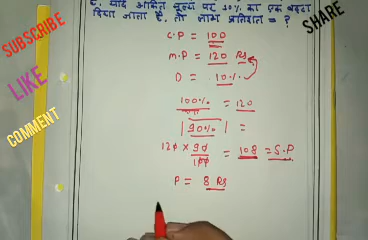 है, यदि अंकित मूल्य पर 10% का एक बट्टा
दिया जाता है, तो लाभ प्रतिशत = ?
C.P = 100
M.P = 120 Rs
D = 10%
100% = 120
90% =
120 × 90/100 = 108 = S.P
P = 8 Rs
SUBSCRIBE
LIKE
COMMENT
SHARE